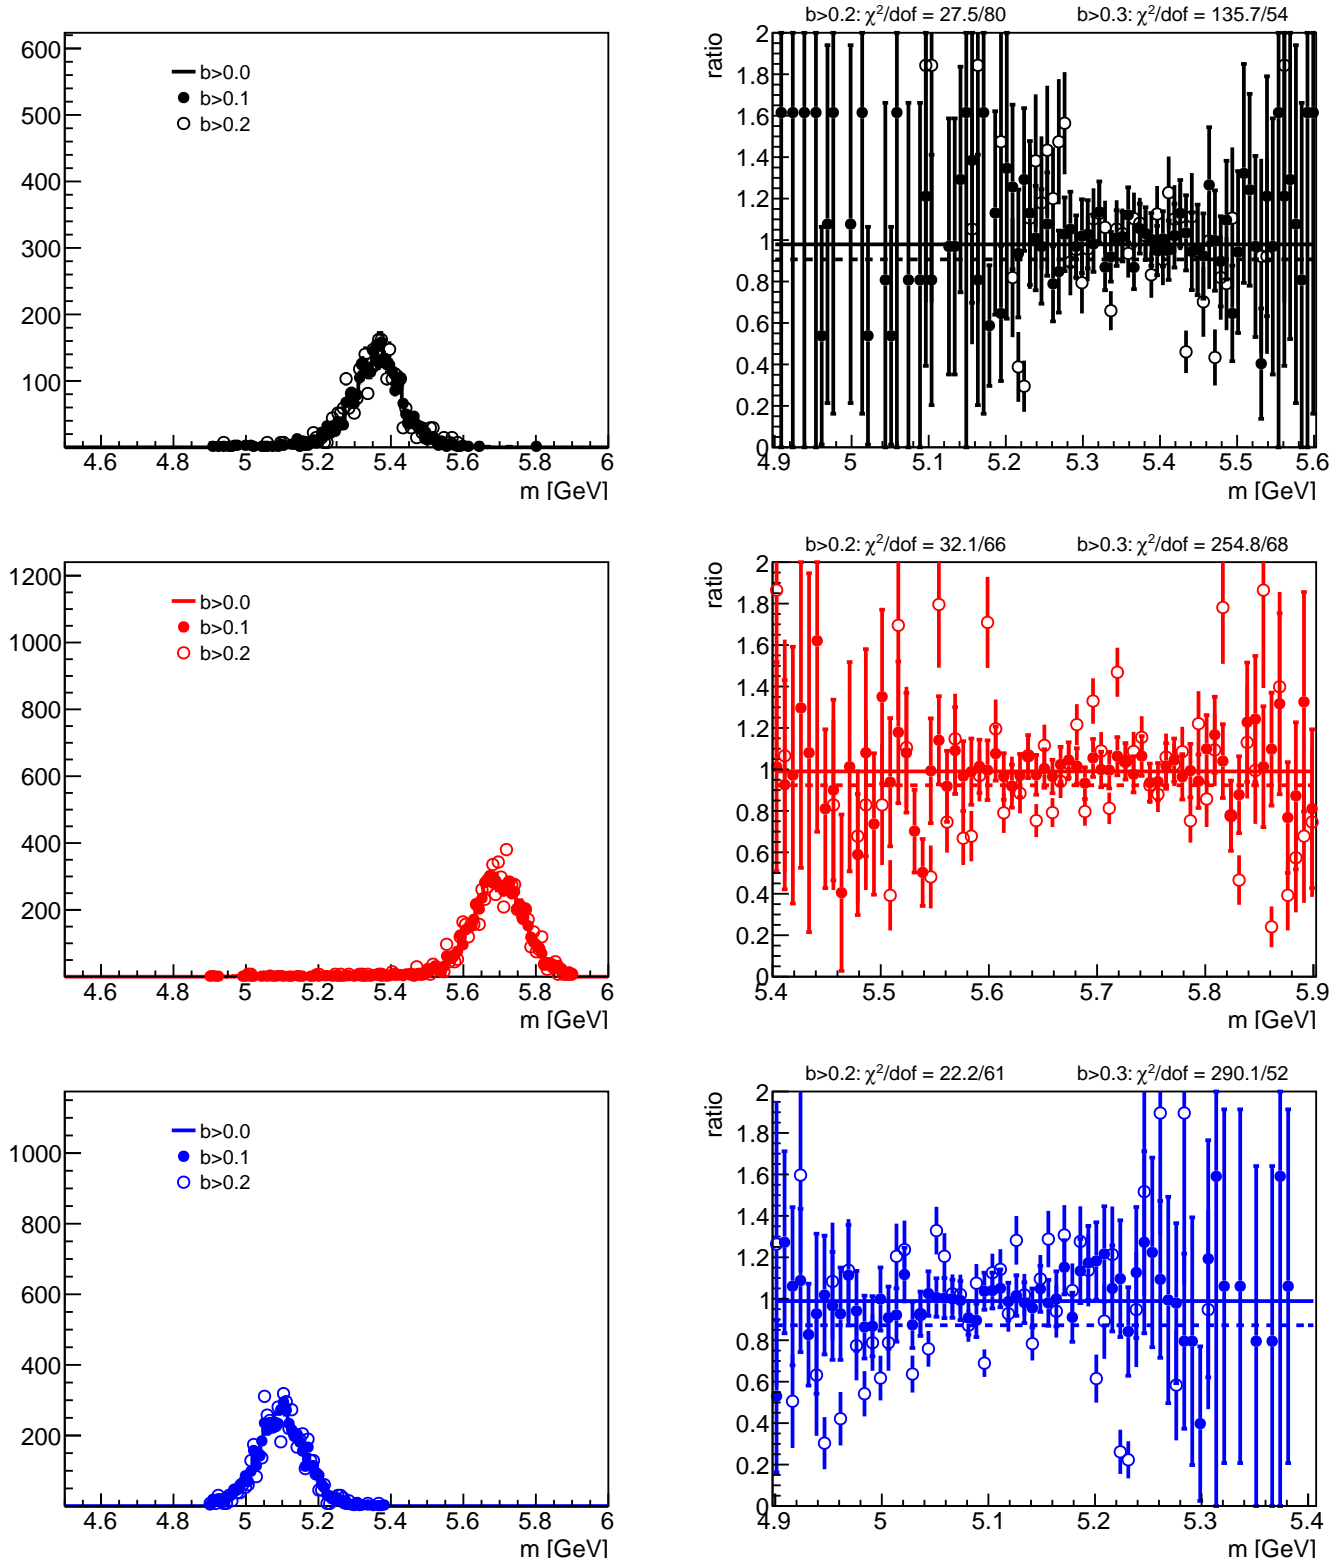 b>0.2: χ²/dof = 27.5/80 b>0.3: χ²/dof = 135.7/54
600
500
400
300
200
100
b>0.0
b>0.1
b>0.2
4.6 4.8 5 5.2 5.4 5.6 5.8 6
m [GeV]
ratio
2
1.8
1.6
1.4
1.2
1
0.8
0.6
0.4
0.2
0
4.9 5 5.1 5.2 5.3 5.4 5.5 5.6
m [GeV]
b>0.2: χ²/dof = 32.1/66 b>0.3: χ²/dof = 254.8/68
1200
1000
800
600
400
200
b>0.0
b>0.1
b>0.2
4.6 4.8 5 5.2 5.4 5.6 5.8 6
m [GeV]
ratio
2
1.8
1.6
1.4
1.2
1
0.8
0.6
0.4
0.2
0
5.4 5.5 5.6 5.7 5.8 5.9
m [GeV]
b>0.2: χ²/dof = 22.2/61 b>0.3: χ²/dof = 290.1/52
1000
800
600
400
200
b>0.0
b>0.1
b>0.2
4.6 4.8 5 5.2 5.4 5.6 5.8 6
m [GeV]
ratio
2
1.8
1.6
1.4
1.2
1
0.8
0.6
0.4
0.2
0
4.9 5 5.1 5.2 5.3 5.4
m [GeV]